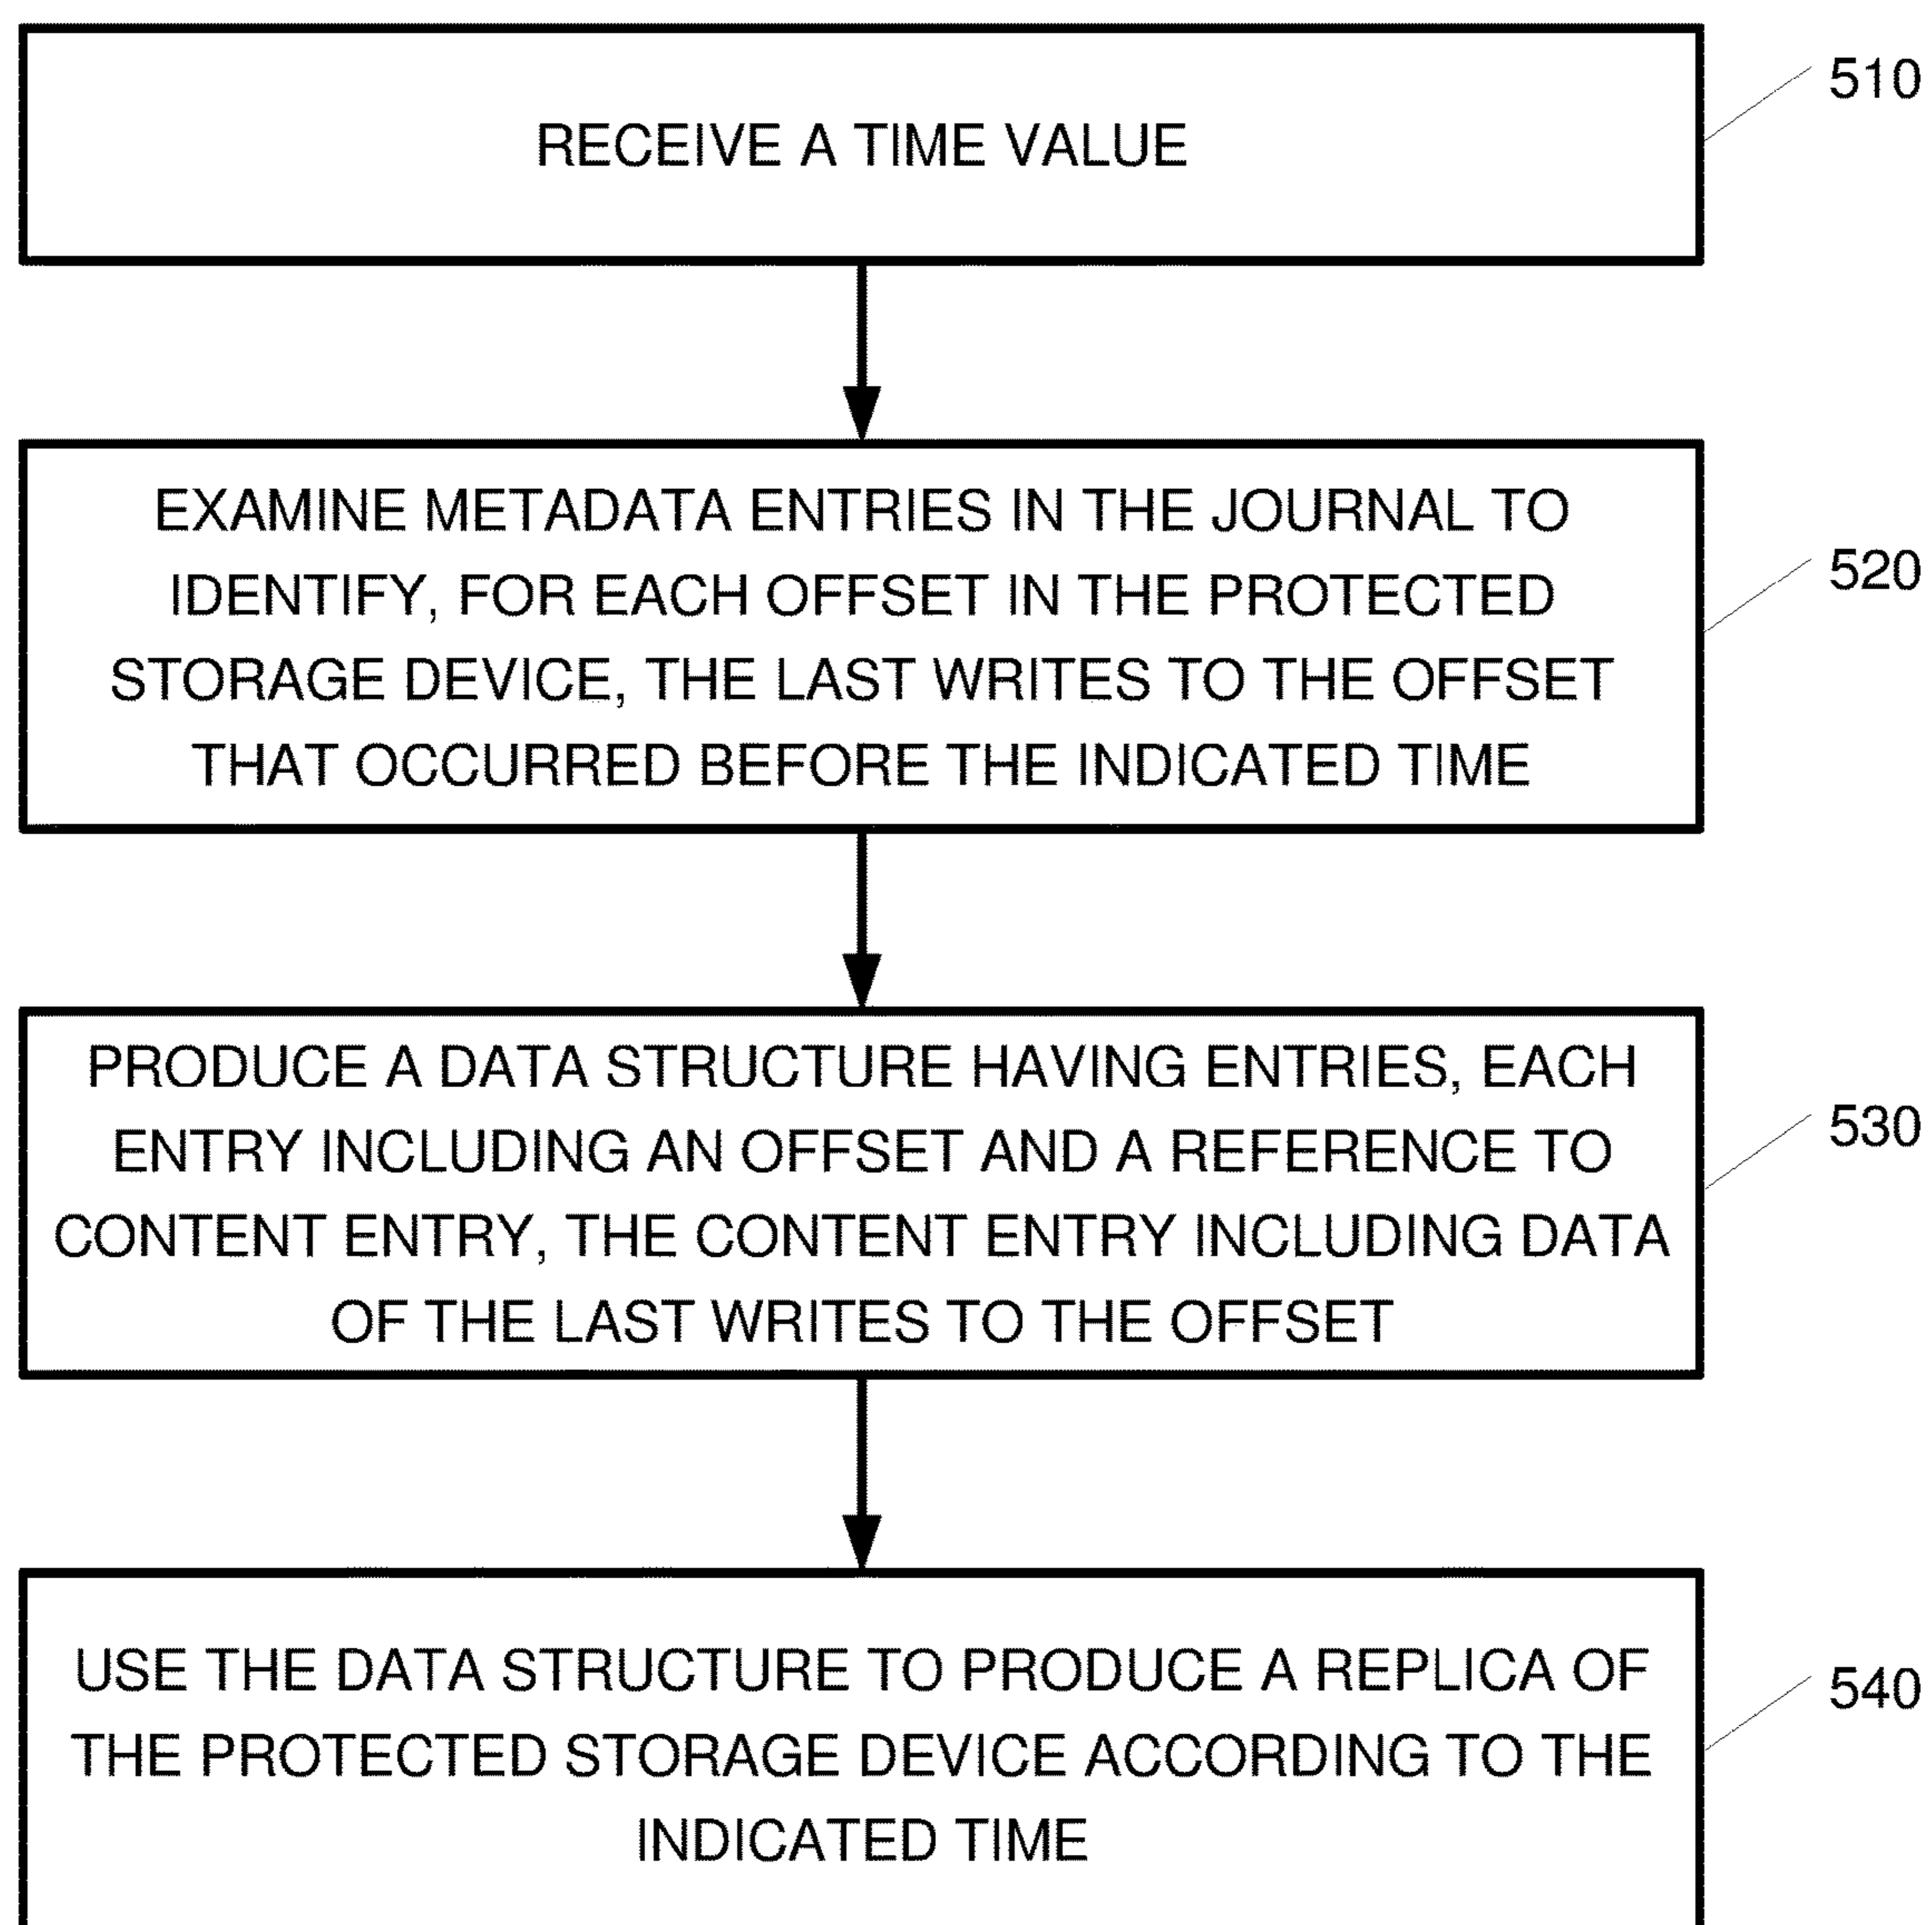 RECEIVE A TIME VALUE
510
EXAMINE METADATA ENTRIES IN THE JOURNAL TO
IDENTIFY, FOR EACH OFFSET IN THE PROTECTED
STORAGE DEVICE, THE LAST WRITES TO THE OFFSET
THAT OCCURRED BEFORE THE INDICATED TIME
520
PRODUCE A DATA STRUCTURE HAVING ENTRIES, EACH
ENTRY INCLUDING AN OFFSET AND A REFERENCE TO
CONTENT ENTRY, THE CONTENT ENTRY INCLUDING DATA
OF THE LAST WRITES TO THE OFFSET
530
USE THE DATA STRUCTURE TO PRODUCE A REPLICA OF
THE PROTECTED STORAGE DEVICE ACCORDING TO THE
INDICATED TIME
540